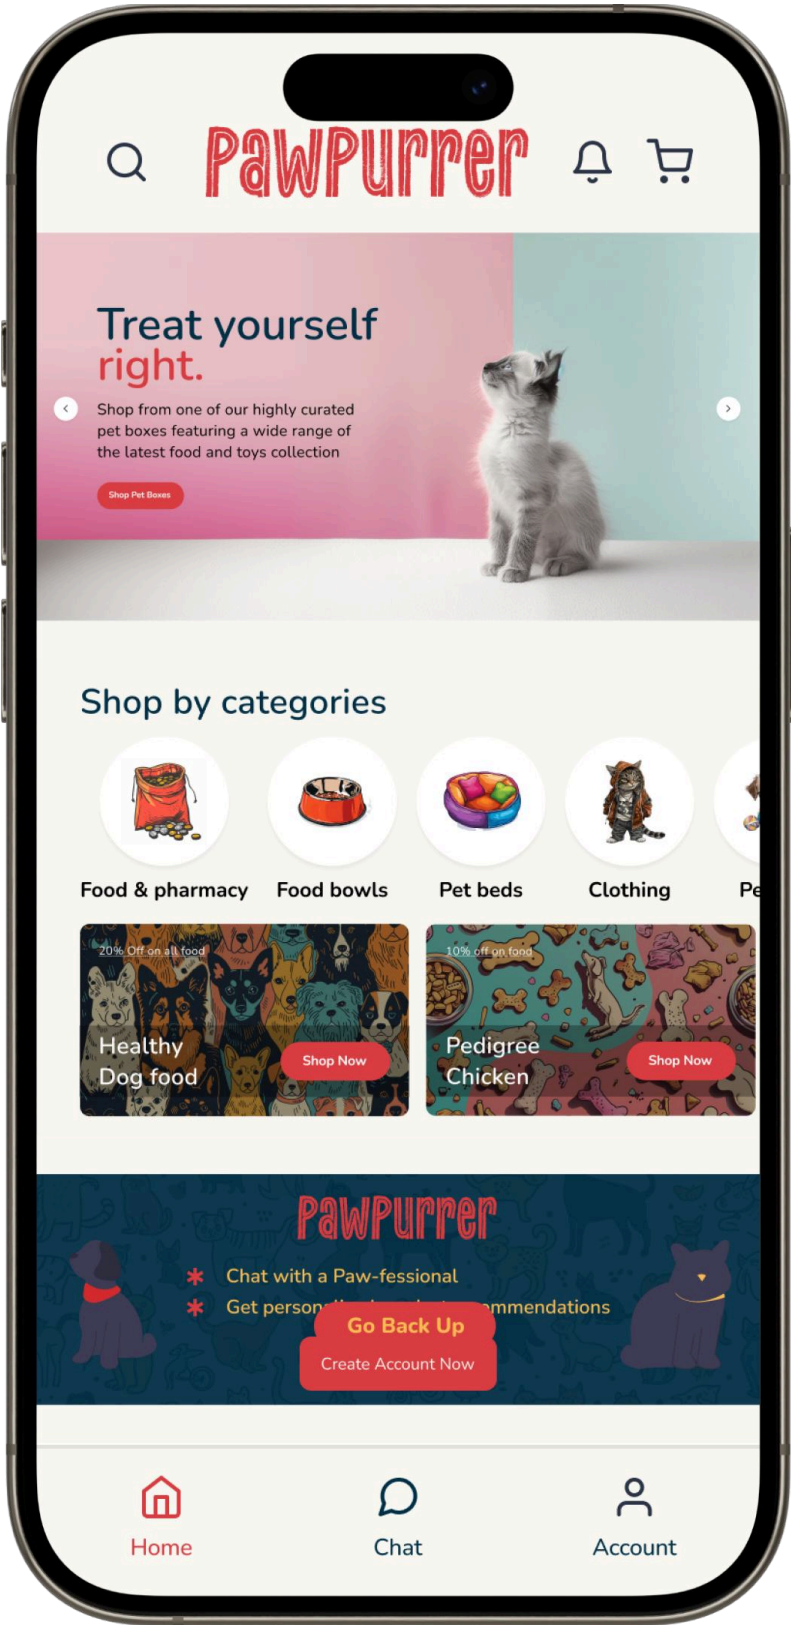 PawPurrer
Treat yourself
right.
Shop from one of our highly curated
pet boxes featuring a wide range of
the latest food and toys collection
Shop Pet Boxes
Shop by categories
Food & pharmacy Food bowls Pet beds Clothing Pe
20% Off on all food
Healthy
Dog food
Shop Now
10% off on food
Pedigree
Chicken
Shop Now
PawPurrer
* Chat with a Paw-fessional
* Get
Go Back Up
Create Account Now
Home Chat Account